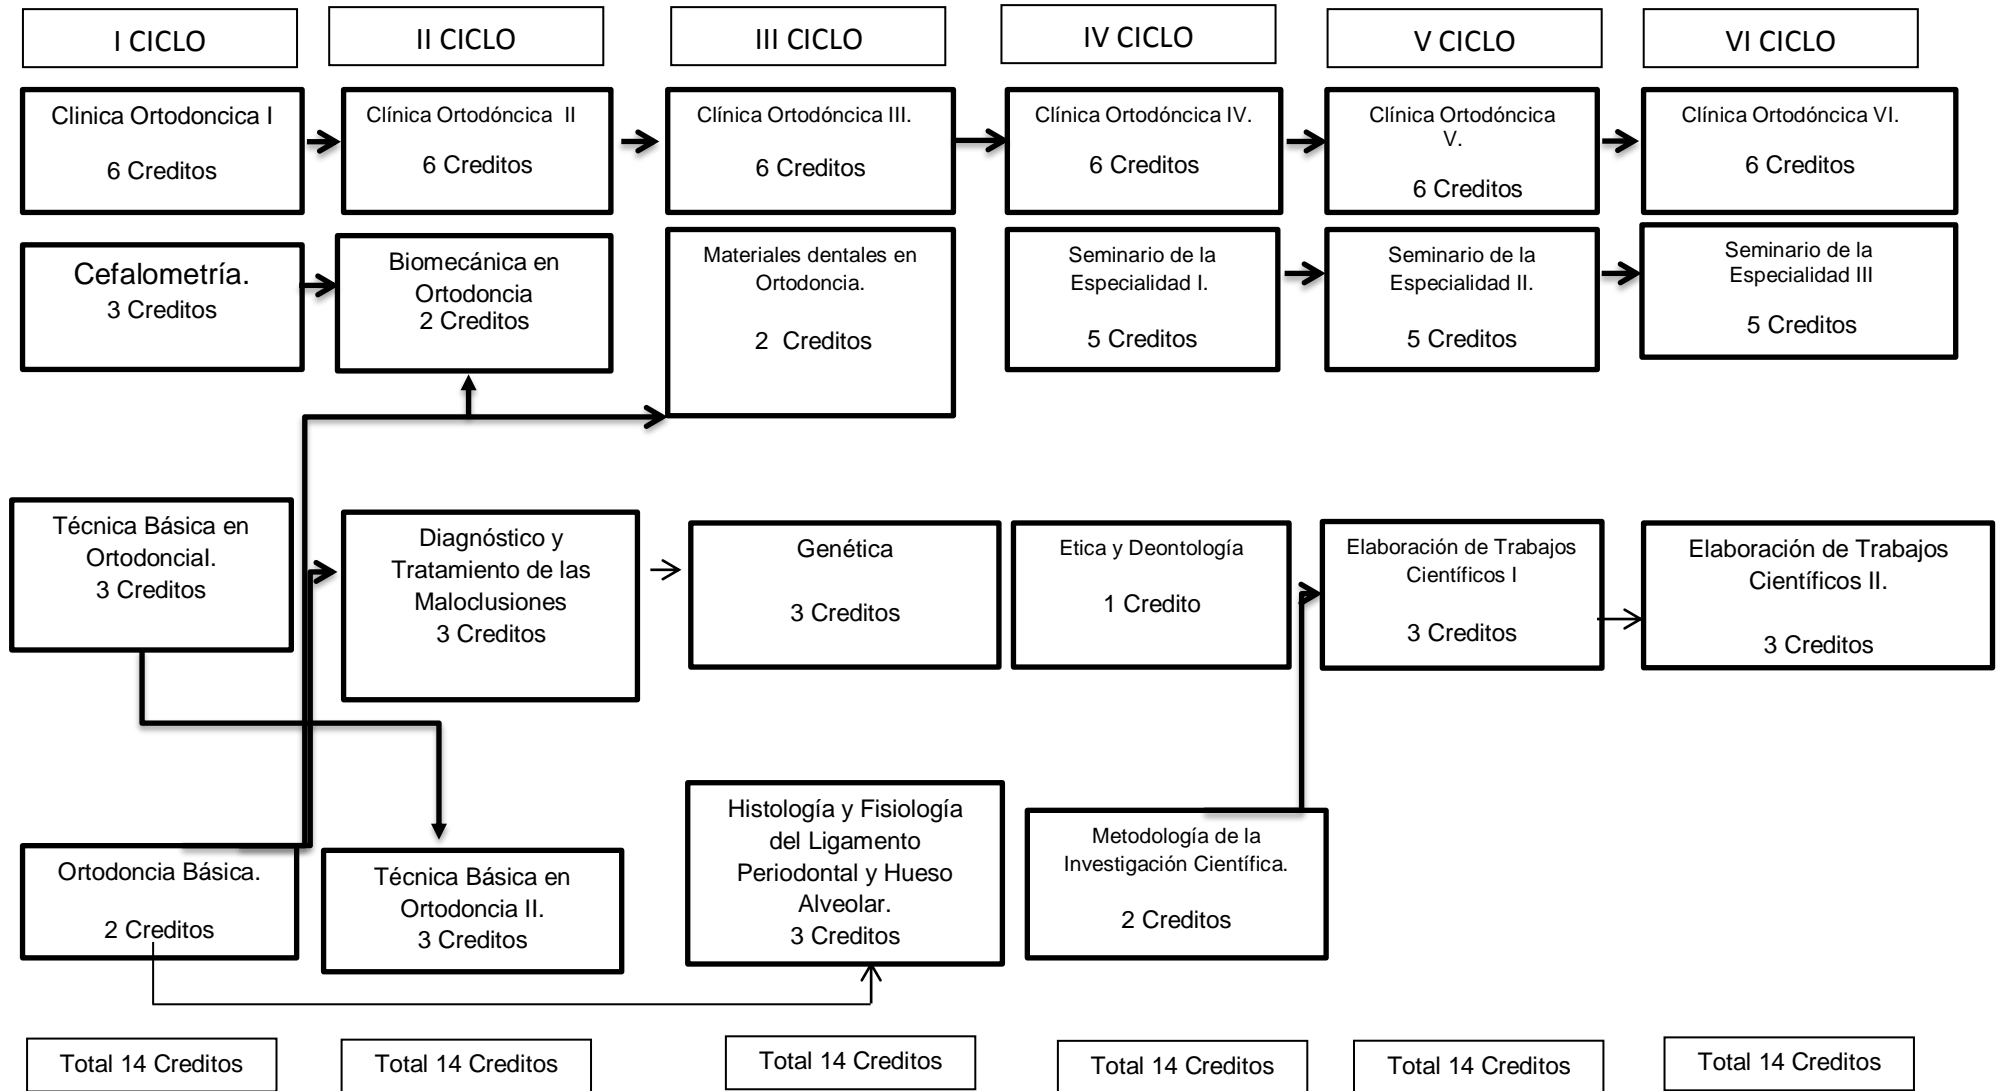 I CICLO
II CICLO
III CICLO
IV CICLO
V CICLO
VI CICLO
Clinica Ortodoncica I
6 Creditos
Clínica Ortodóncica II
6 Creditos
Clínica Ortodóncica III.
6 Creditos
Clínica Ortodóncica IV.
6 Creditos
Clínica Ortodóncica
V.
6 Creditos
Clínica Ortodóncica VI.
6 Creditos
Cefalometría.
3 Creditos
Biomecánica en
Ortodoncia
2 Creditos
Materiales dentales en
Ortodoncia.
2 Creditos
Seminario de la
Especialidad I.
5 Creditos
Seminario de la
Especialidad II.
5 Creditos
Seminario de la
Especialidad III
5 Creditos
Técnica Básica en
OrtodonciaI.
3 Creditos
Diagnóstico y
Tratamiento de las
Maloclusiones
3 Creditos
Genética
3 Creditos
Etica y Deontología
1 Credito
Elaboración de Trabajos
Científicos I
3 Creditos
Elaboración de Trabajos
Científicos II.
3 Creditos
Ortodoncia Básica.
2 Creditos
Técnica Básica en
Ortodoncia II.
3 Creditos
Histología y Fisiología
del Ligamento
Periodontal y Hueso
Alveolar.
3 Creditos
Metodología de la
Investigación Científica.
2 Creditos
Total 14 Creditos
Total 14 Creditos
Total 14 Creditos
Total 14 Creditos
Total 14 Creditos
Total 14 Creditos